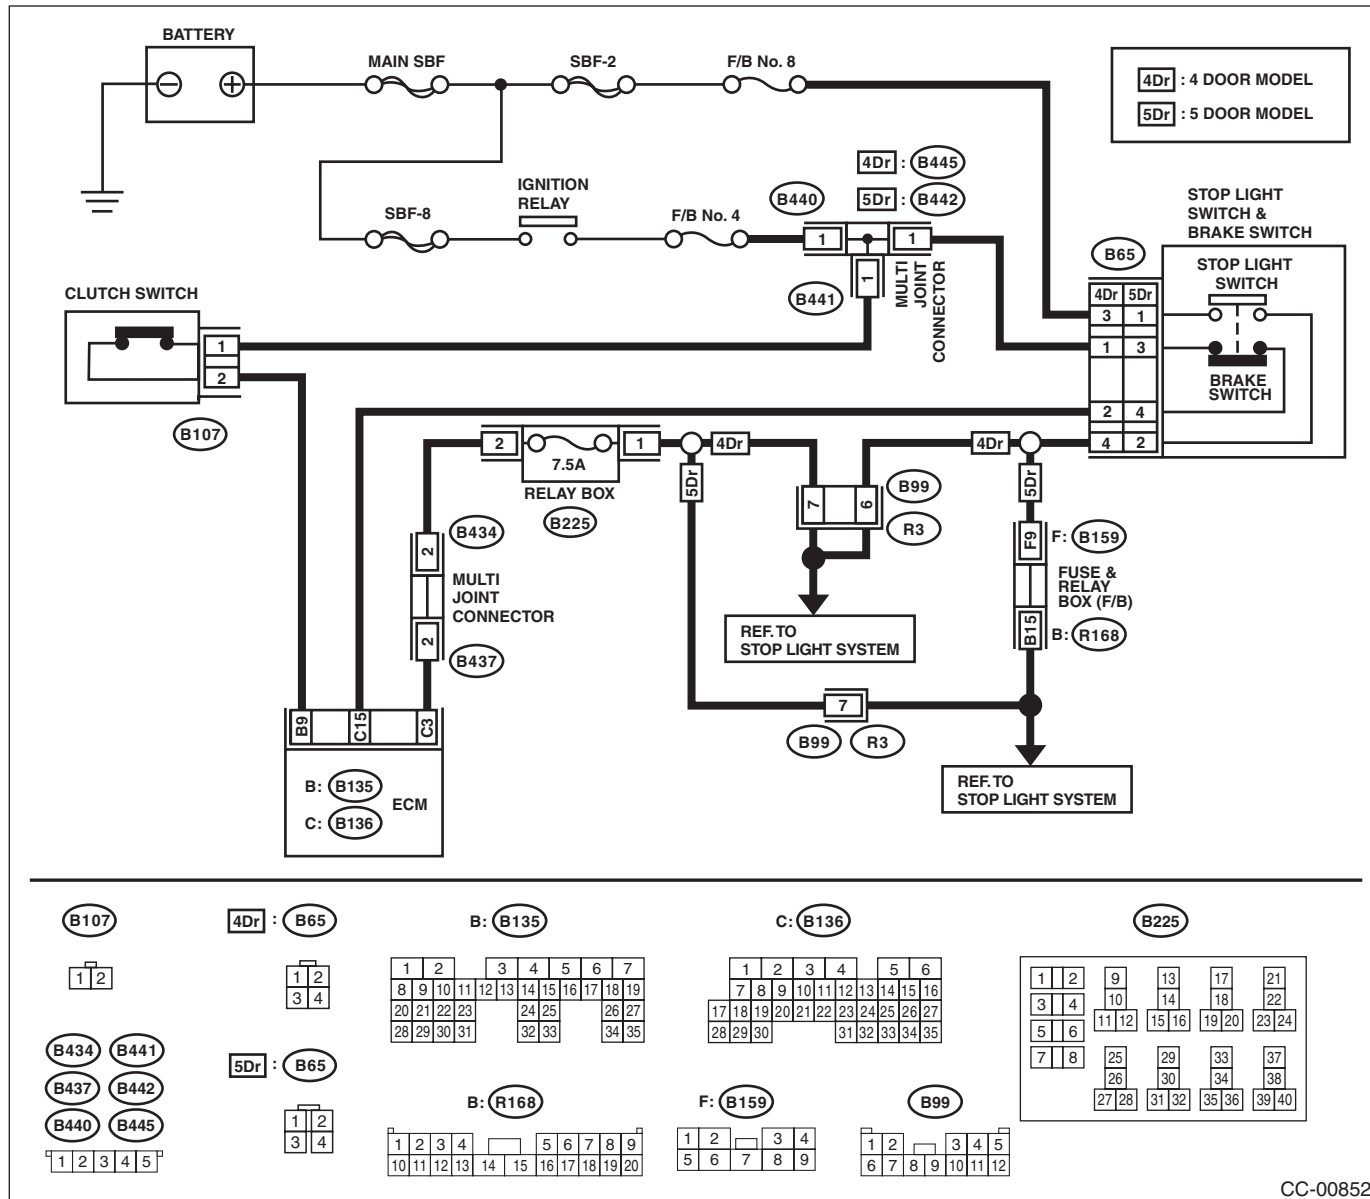 BATTERY
MAIN SBF
SBF-2
F/B No. 8
4Dr : 4 DOOR MODEL
5Dr : 5 DOOR MODEL
4Dr : B445
5Dr : B442
SBF-8
IGNITION
RELAY
F/B No. 4
B440
1
1
1
B441
MULTI
JOINT
CONNECTOR
STOP LIGHT
SWITCH &
BRAKE SWITCH
B65
4Dr 5Dr
3 1
1 3
2 4
4 2
STOP LIGHT
SWITCH
BRAKE
SWITCH
CLUTCH SWITCH
1
2
B107
2
7.5A
1
RELAY BOX
B225
4Dr
5Dr
4Dr
5Dr
7 6
B99
R3
B434
2
MULTI
JOINT
CONNECTOR
2
B437
F9
F: B159
FUSE &
RELAY
BOX (F/B)
B15
B: R168
REF. TO
STOP LIGHT SYSTEM
7
B99 R3
REF. TO
STOP LIGHT SYSTEM
B9 C15 C3
B: B135
C: B136
ECM
B107
1 2
4Dr : B65
1 2
3 4
B: B135
1 2 3 4 5 6 7
8 9 10 11 12 13 14 15 16 17 18 19
20 21 22 23 24 25 26 27
28 29 30 31 32 33 34 35
C: B136
1 2 3 4 5 6
7 8 9 10 11 12 13 14 15 16
17 18 19 20 21 22 23 24 25 26 27
28 29 30 31 32 33 34 35
B225
1 2 9 13 17 21
3 4 10 14 18 22
5 6 11 12 15 16 19 20 23 24
7 8 25 29 33 37
26 30 34 38
27 28 31 32 35 36 39 40
B434 B441
B437 B442
B440 B445
1 2 3 4 5
5Dr : B65
1 2
3 4
B: R168
1 2 3 4 5 6 7 8 9
10 11 12 13 14 15 16 17 18 19 20
F: B159
1 2 3 4
5 6 7 8 9
B99
1 2 3 4 5
6 7 8 9 10 11 12
CC-00852